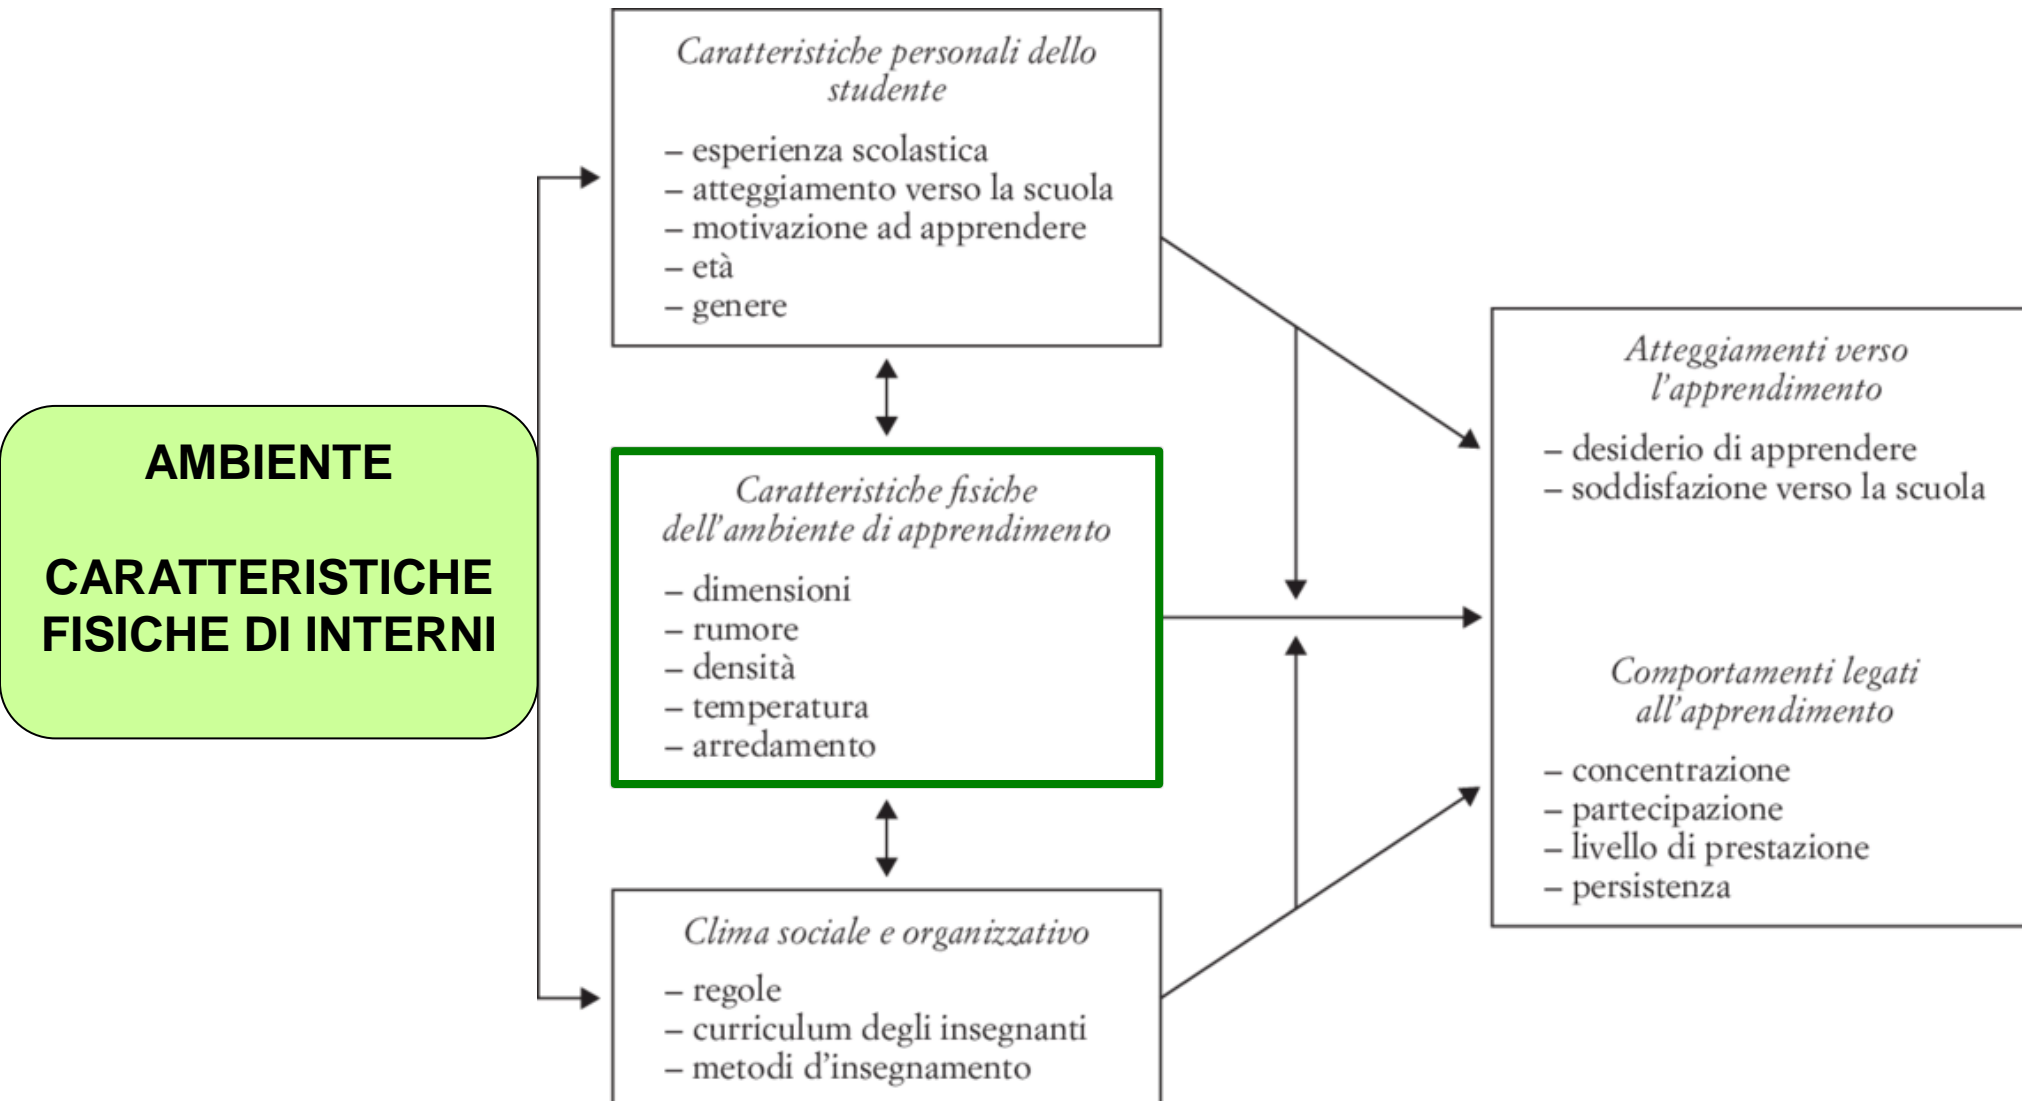 AMBIENTE
CARATTERISTICHE
FISICHE DI INTERNI
Caratteristiche personali dello
studente
– esperienza scolastica
– atteggiamento verso la scuola
– motivazione ad apprendere
– età
– genere
Caratteristiche fisiche
dell'ambiente di apprendimento
– dimensioni
– rumore
– densità
– temperatura
– arredamento
Clima sociale e organizzativo
– regole
– curriculum degli insegnanti
– metodi d'insegnamento
Atteggiamenti verso
l'apprendimento
– desiderio di apprendere
– soddisfazione verso la scuola
Comportamenti legati
all'apprendimento
– concentrazione
– partecipazione
– livello di prestazione
– persistenza